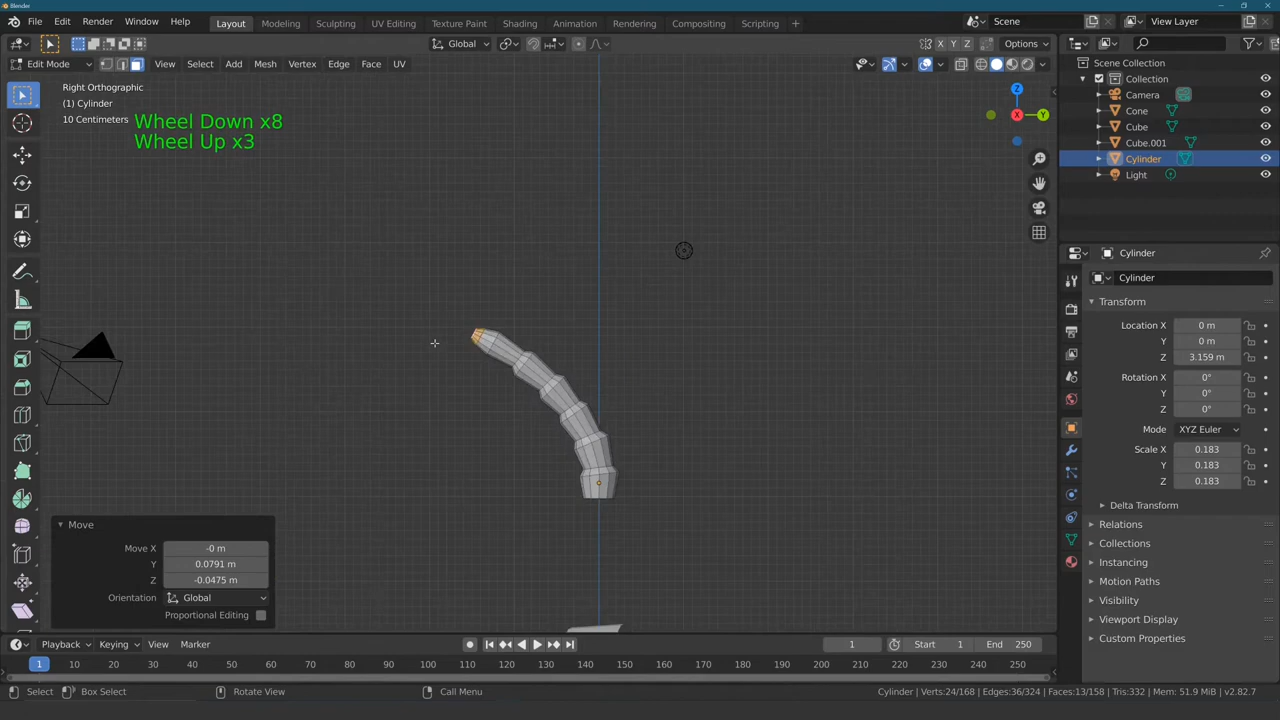 Blender
File Edit Render Window Help
Layout Modeling Sculpting UV Editing Texture Paint Shading Animation Rendering Compositing Scripting +
Scene
View Layer
Global
Options
Edit Mode
View Select Add Mesh Vertex Edge Face UV
Right Orthographic
(1) Cylinder
10 Centimeters
Wheel Down x8
Wheel Up x3
Z
X
Y
Scene Collection
Collection
Camera
Cone
Cube
Cube.001
Cylinder
Light
Cylinder
Cylinder
Transform
Location X 0 m
Y 0 m
Z 3.159 m
Rotation X 0°
Y 0°
Z 0°
Mode XYZ Euler
Scale X 0.183
Y 0.183
Z 0.183
Delta Transform
Relations
Collections
Instancing
Motion Paths
Visibility
Viewport Display
Custom Properties
Move
Move X -0 m
Y 0.0791 m
Z -0.0475 m
Orientation Global
Proportional Editing
Playback Keying View Marker
1 Start 1 End 250
1 10 20 30 40 50 60 70 80 90 100 110 120 130 140 150 160 170 180 190 200 210 220 230 240 250
Select Box Select Rotate View Call Menu
Cylinder | Verts:24/168 | Edges:36/324 | Faces:13/158 | Tris:332 | Mem: 51.9 MiB | v2.82.7